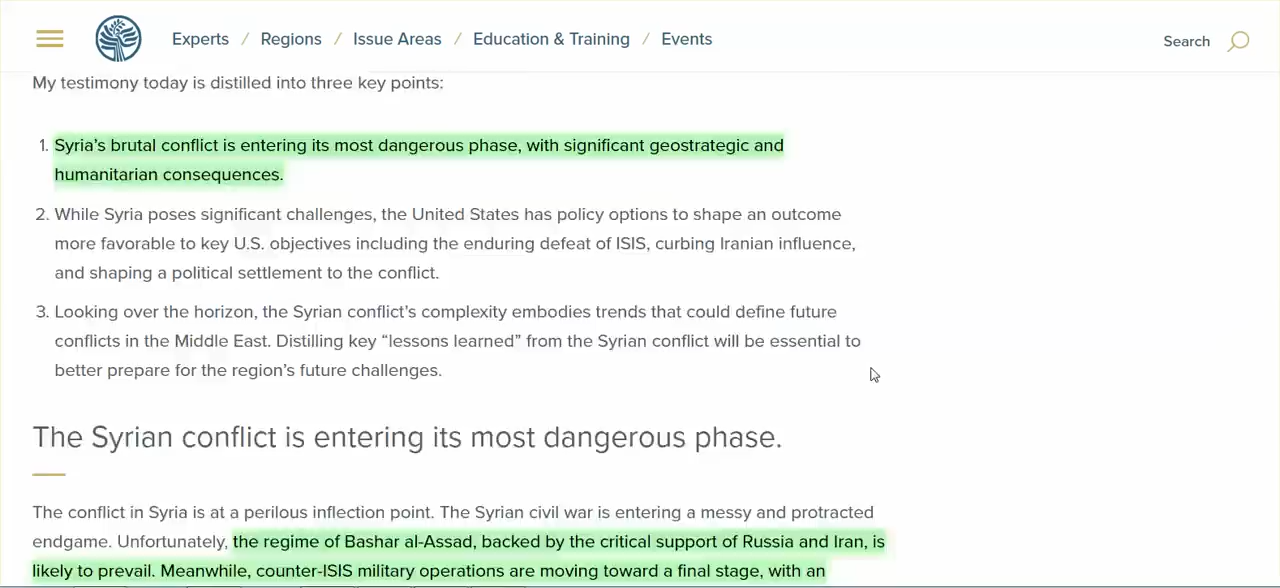 Experts / Regions / Issue Areas / Education & Training / Events Search
My testimony today is distilled into three key points:
1. Syria's brutal conflict is entering its most dangerous phase, with significant geostrategic and
humanitarian consequences.
2. While Syria poses significant challenges, the United States has policy options to shape an outcome
more favorable to key U.S. objectives including the enduring defeat of ISIS, curbing Iranian influence,
and shaping a political settlement to the conflict.
3. Looking over the horizon, the Syrian conflict's complexity embodies trends that could define future
conflicts in the Middle East. Distilling key “lessons learned” from the Syrian conflict will be essential to
better prepare for the region's future challenges.
The Syrian conflict is entering its most dangerous phase.
The conflict in Syria is at a perilous inflection point. The Syrian civil war is entering a messy and protracted
endgame. Unfortunately, the regime of Bashar al-Assad, backed by the critical support of Russia and Iran, is
likely to prevail. Meanwhile, counter-ISIS military operations are moving toward a final stage, with an